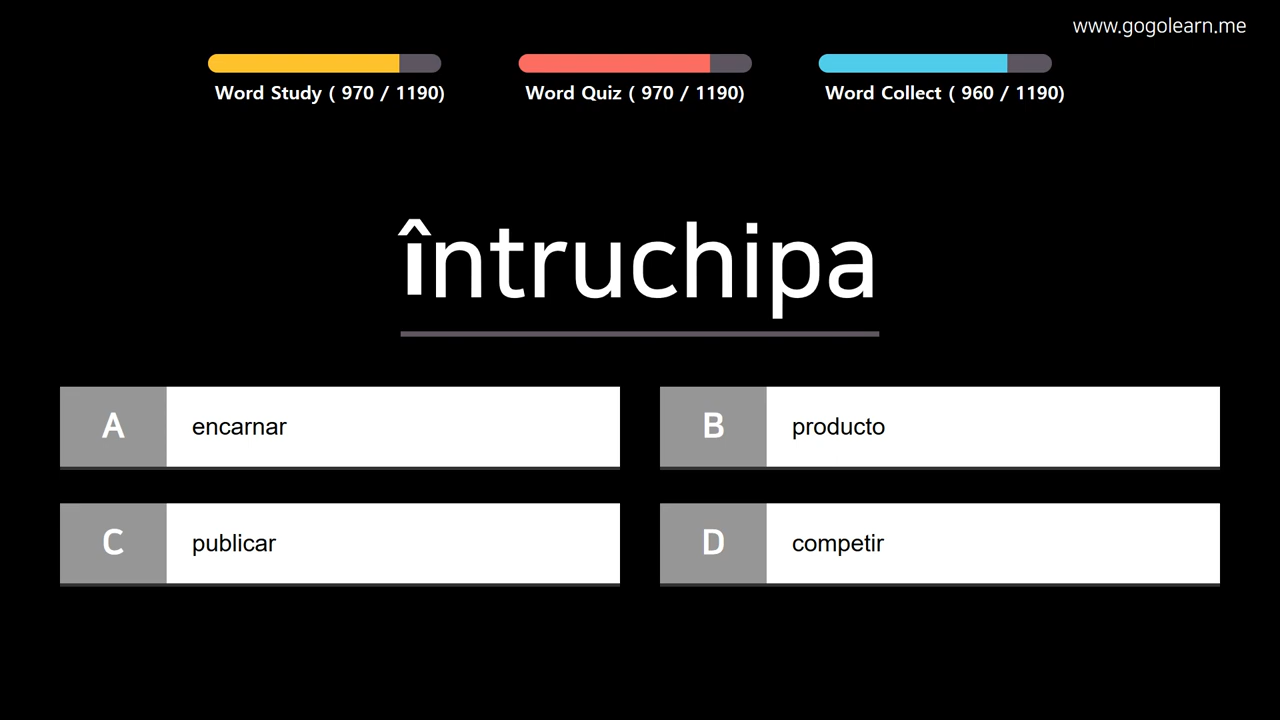 www.gogolearn.me
Word Study ( 970 / 1190)
Word Quiz ( 970 / 1190)
Word Collect ( 960 / 1190)
întruchipa
A encarnar
B producto
C publicar
D competir